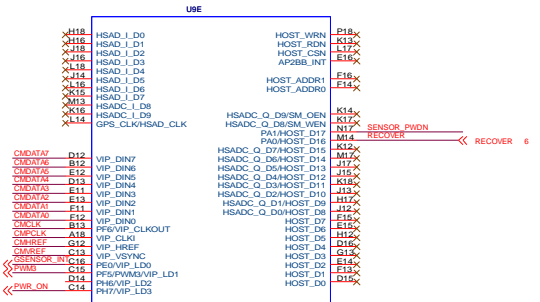 U9E
H18 HSAD_I_D0
H16 HSAD_I_D1
J18 HSAD_I_D2
J16 HSAD_I_D3
L18 HSAD_I_D4
J14 HSAD_I_D5
L16 HSAD_I_D6
K15 HSAD_I_D7
M13 HSADC_I_D8
K16 HSADC_I_D9
L14 GPS_CLK/HSAD_CLK
CMDATA7 D12 VIP_DIN7
CMDATA6 B12 VIP_DIN6
CMDATA5 E12 VIP_DIN5
CMDATA4 D13 VIP_DIN4
CMDATA3 E11 VIP_DIN3
CMDATA2 E13 VIP_DIN2
CMDATA1 F11 VIP_DIN1
CMDATA0 F12 VIP_DIN0
CMCLK B13 PF6/VIP_CLKOUT
CMPCLK A18 VIP_CLKI
CMHREF G12 VIP_HREF
CMVREF C13 VIP_VSYNC
GSENSOR_INT C16 PE0/VIP_LD0
PWM3 C15 PF5/PWM3/VIP_LD1
D14 PH6/VIP_LD2
PWR_ON C14 PH7/VIP_LD3
HOST_WRN P18
HOST_RDN K13
HOST_CSN L17
AP2BB_INT E16
HOST_ADDR1 F16
HOST_ADDR0 F14
HSADC_Q_D9/SM_OEN K14
HSADC_Q_D8/SM_WEN K17
PA1/HOST_D17 N17 SENSOR_PWDN
PA0/HOST_D16 M14 RECOVER RECOVER 6
HSADC_Q_D7/HOST_D15 K12
HSADC_Q_D6/HOST_D14 M17
HSADC_Q_D5/HOST_D13 J17
HSADC_Q_D4/HOST_D12 J15
HSADC_Q_D3/HOST_D11 K18
HSADC_Q_D2/HOST_D10 J13
HSADC_Q_D1/HOST_D9 H17
HSADC_Q_D0/HOST_D8 J12
HOST_D7 F15
HOST_D6 E15
HOST_D5 H12
HOST_D4 D16
HOST_D3 G13
HOST_D2 E14
HOST_D1 F13
HOST_D0 D15